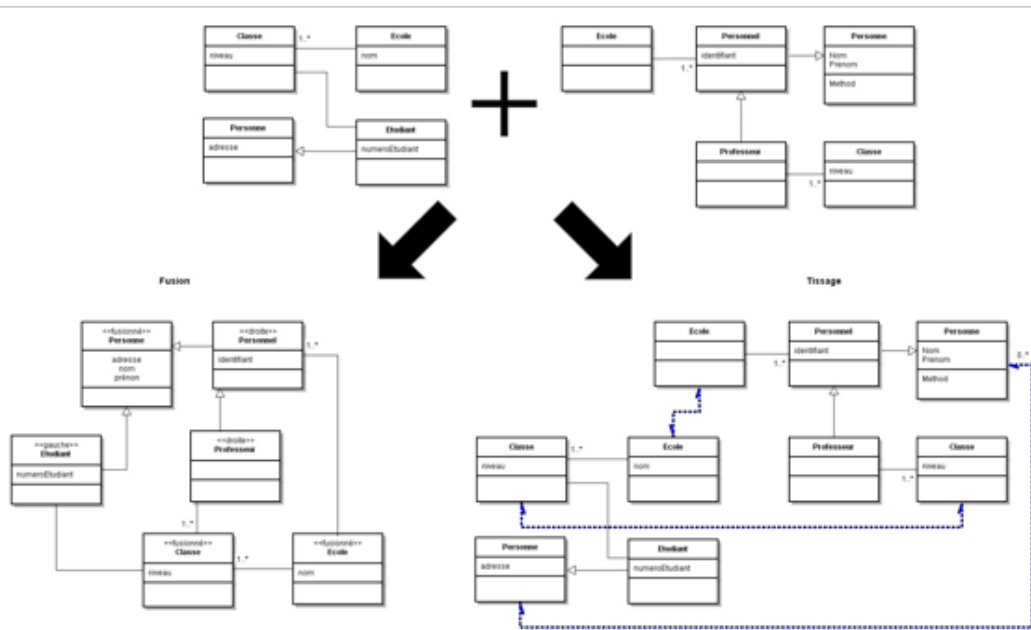 Classe
niveau
1..*
Ecole
nom
Personne
adresse
Etudiant
numeroEtudiant
Ecole
1..*
Personnel
identifiant
Personne
Nom
Prenom
Method
Professeur
1..*
Classe
niveau
Fusion
Tissage
<<fusionné>>
Personne
adresse
nom
prénon
<<droite>>
Personnel
identifiant
1..*
<<gauche>>
Etudiant
numeroEtudiant
<<droite>>
Professeur
1..*
<<fusionné>>
Classe
niveau
1..*
<<fusionné>>
Ecole
nom
Ecole
1..*
Personnel
identifiant
Personne
Nom
Prenom
Method
0..*
Classe
niveau
1..*
Ecole
nom
Professeur
1..*
Classe
niveau
Personne
adresse
Etudiant
numeroEtudiant